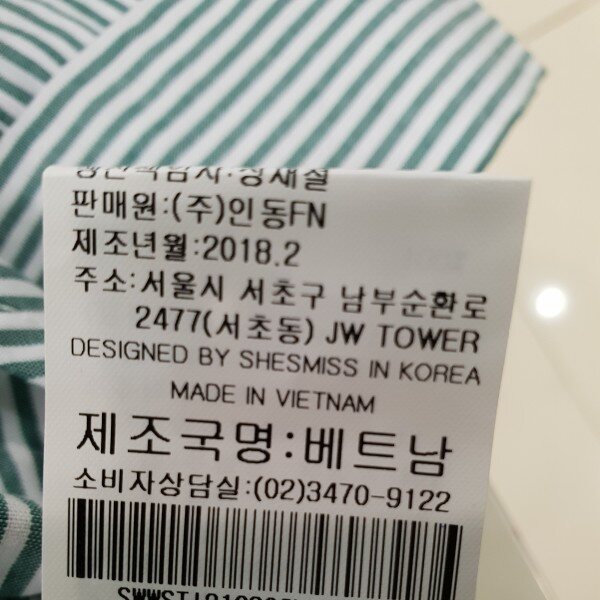 판매원:(주)인동FN
제조년월:2018.2
주소:서울시 서초구 남부순환로
2477(서초동) JW TOWER
DESIGNED BY SHESMISS IN KOREA
MADE IN VIETNAM
제조국명:베트남
소비자상담실:(02)3470-9122